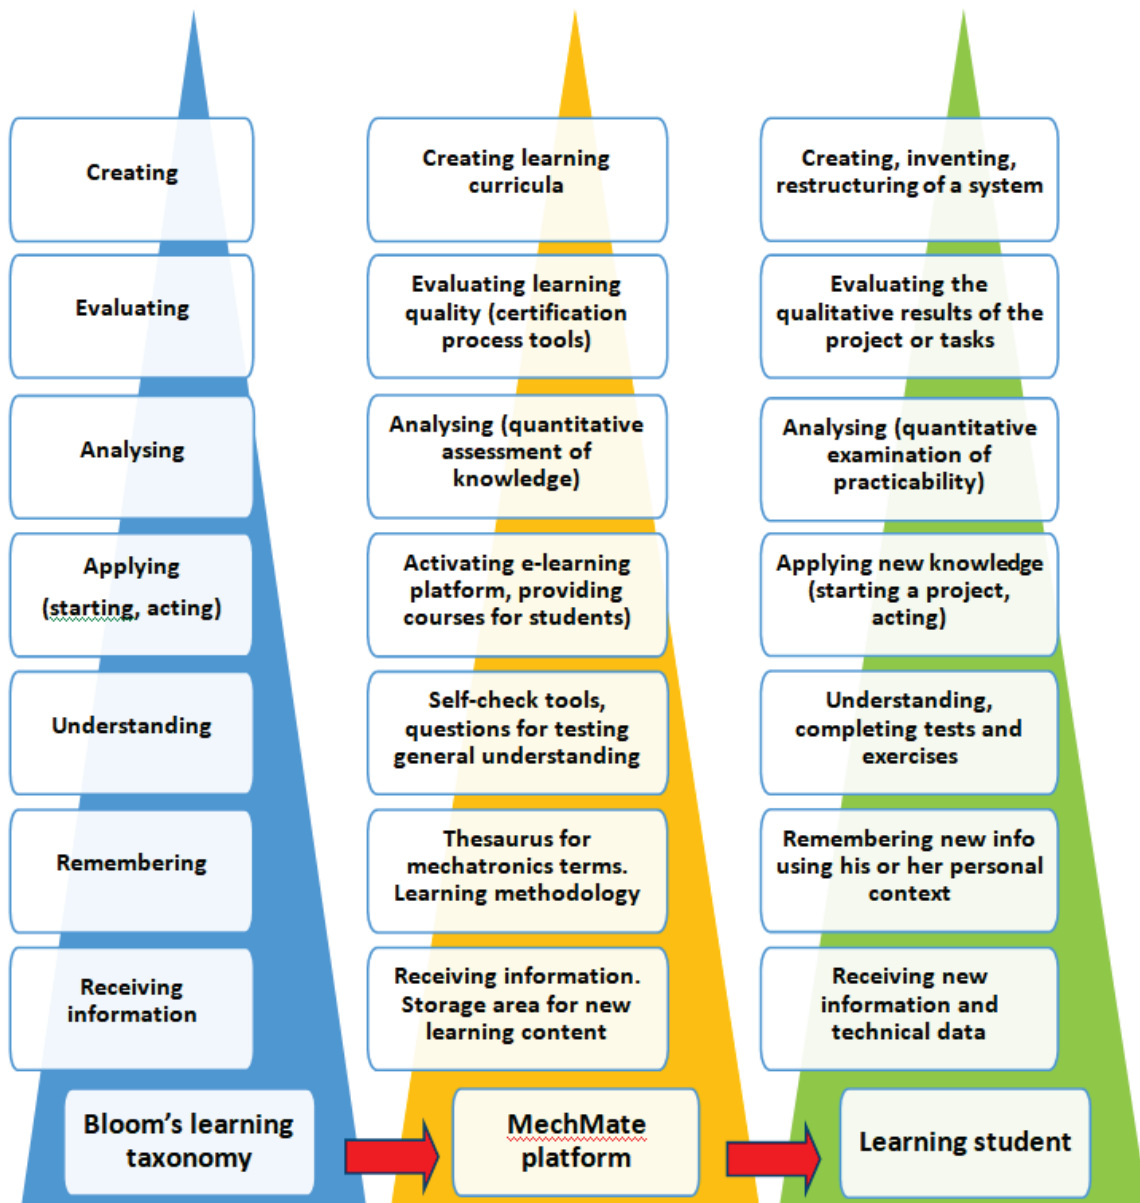 Creating
Evaluating
Analysing
Applying
(starting, acting)
Understanding
Remembering
Receiving
information
Bloom's learning
taxonomy
Creating learning
curricula
Evaluating learning
quality (certification
process tools)
Analysing (quantitative
assessment of
knowledge)
Activating e-learning
platform, providing
courses for students)
Self-check tools,
questions for testing
general understanding
Thesaurus for
mechatronics terms.
Learning methodology
Receiving information.
Storage area for new
learning content
MechMate
platform
Creating, inventing,
restructuring of a system
Evaluating the
qualitative results of the
project or tasks
Analysing (quantitative
examination of
practicability)
Applying new knowledge
(starting a project,
acting)
Understanding,
completing tests and
exercises
Remembering new info
using his or her personal
context
Receiving new
information and
technical data
Learning student